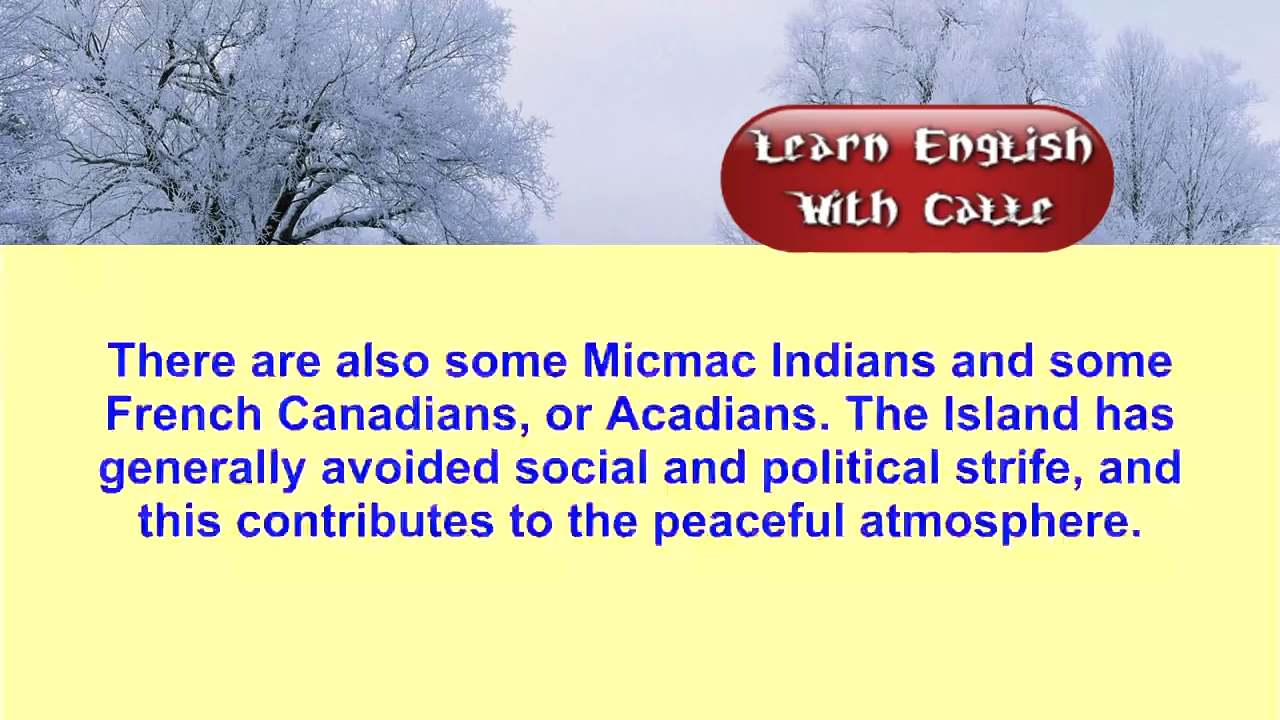 Learn English
With Catte
There are also some Micmac Indians and some
French Canadians, or Acadians. The Island has
generally avoided social and political strife, and
this contributes to the peaceful atmosphere.